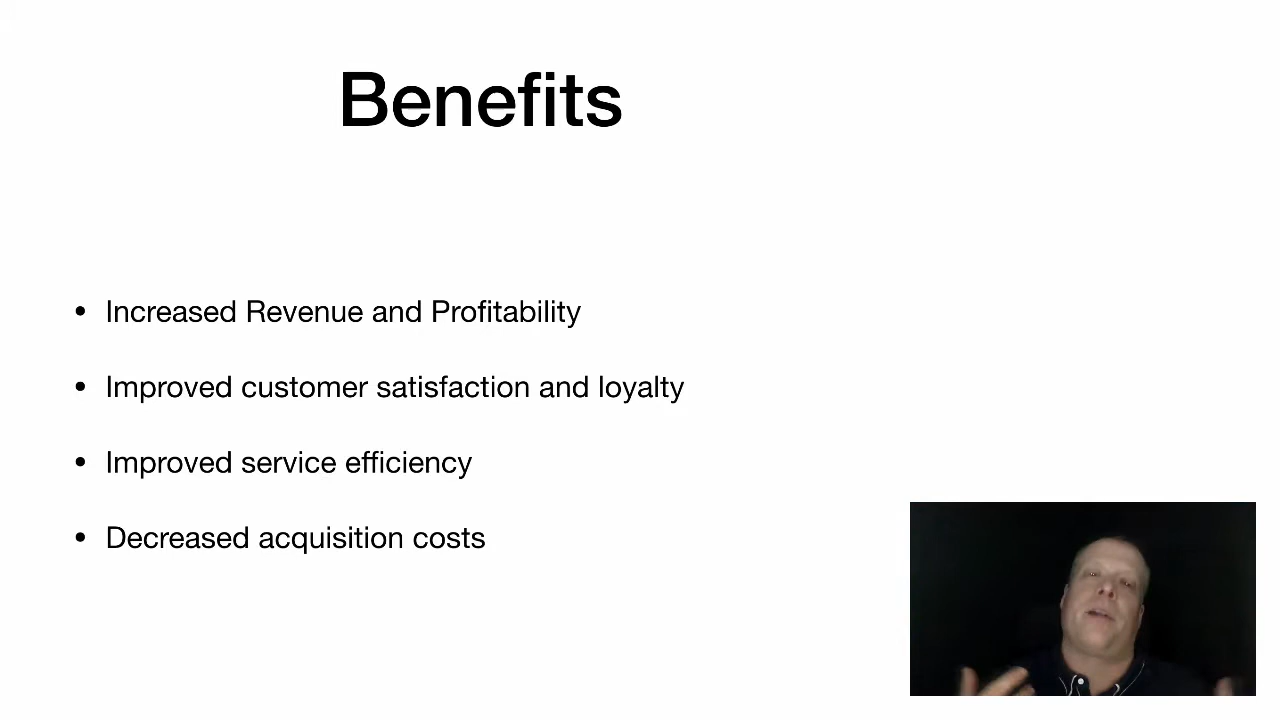 Benefits
• Increased Revenue and Profitability
• Improved customer satisfaction and loyalty
• Improved service efficiency
• Decreased acquisition costs